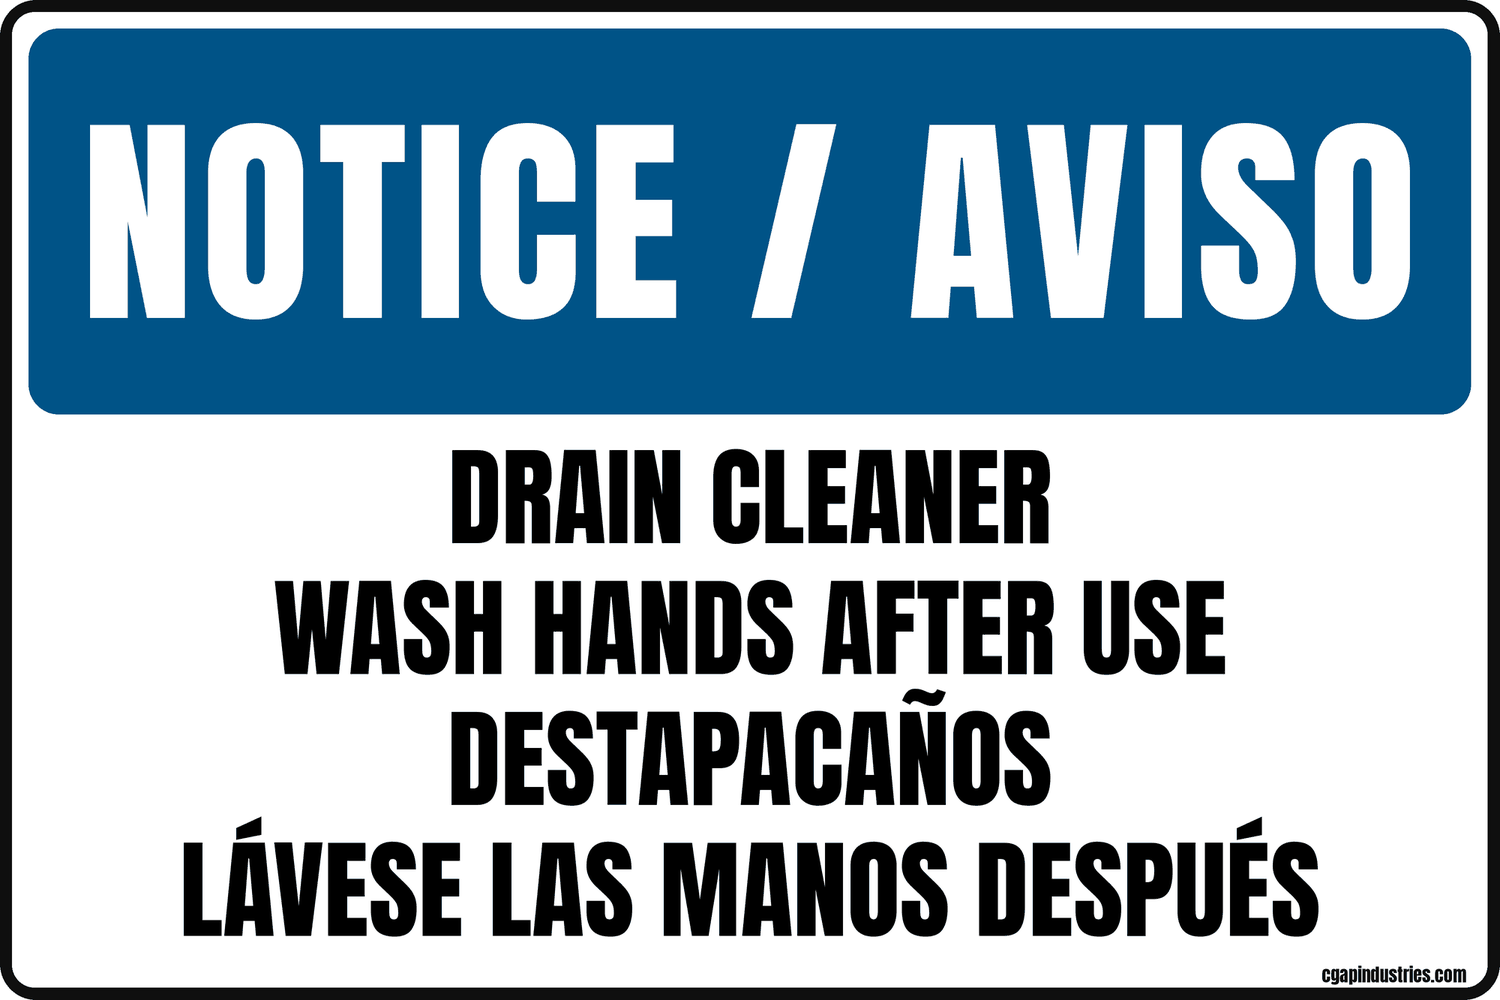 NOTICE / AVISO
DRAIN CLEANER
WASH HANDS AFTER USE
DESTAPACAÑOS
LÁVESE LAS MANOS DESPUÉS
cgapindustries.com